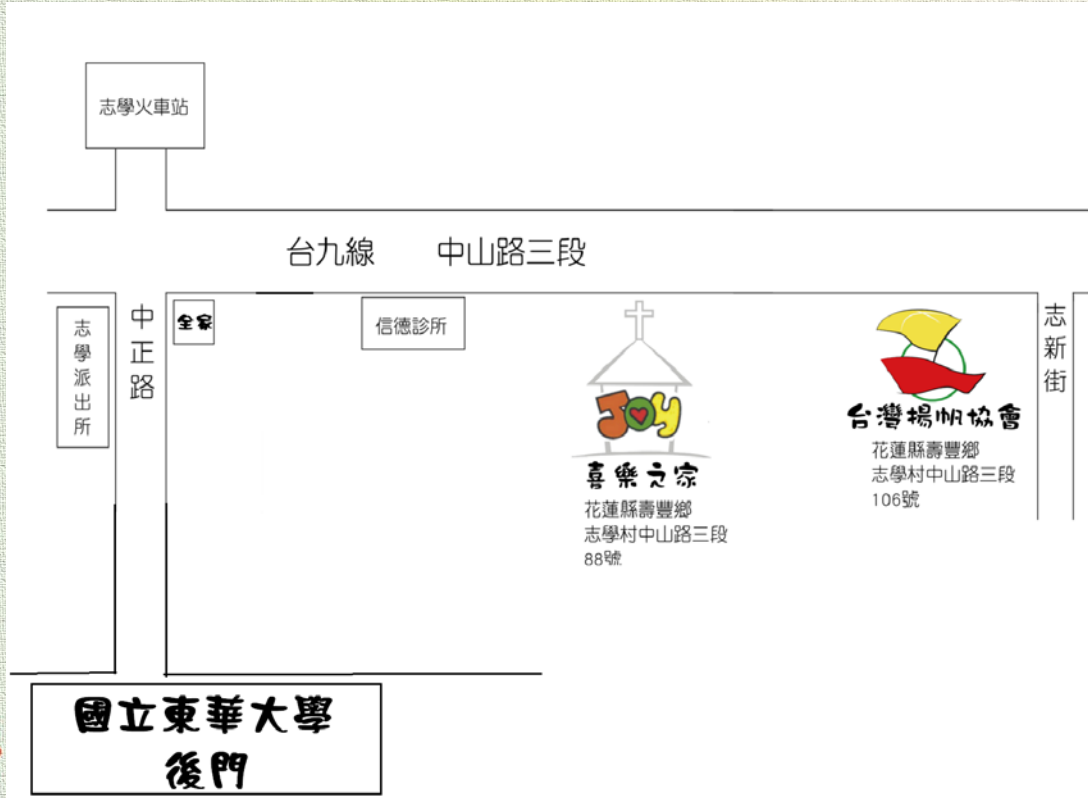 志學火車站
台九線 中山路三段
志學派出所
中正路
全家
信德診所
JOY
喜樂之家
花蓮縣壽豐鄉
志學村中山路三段
88號
台灣揚帆協會
花蓮縣壽豐鄉
志學村中山路三段
106號
志新街
國立東華大學
後門